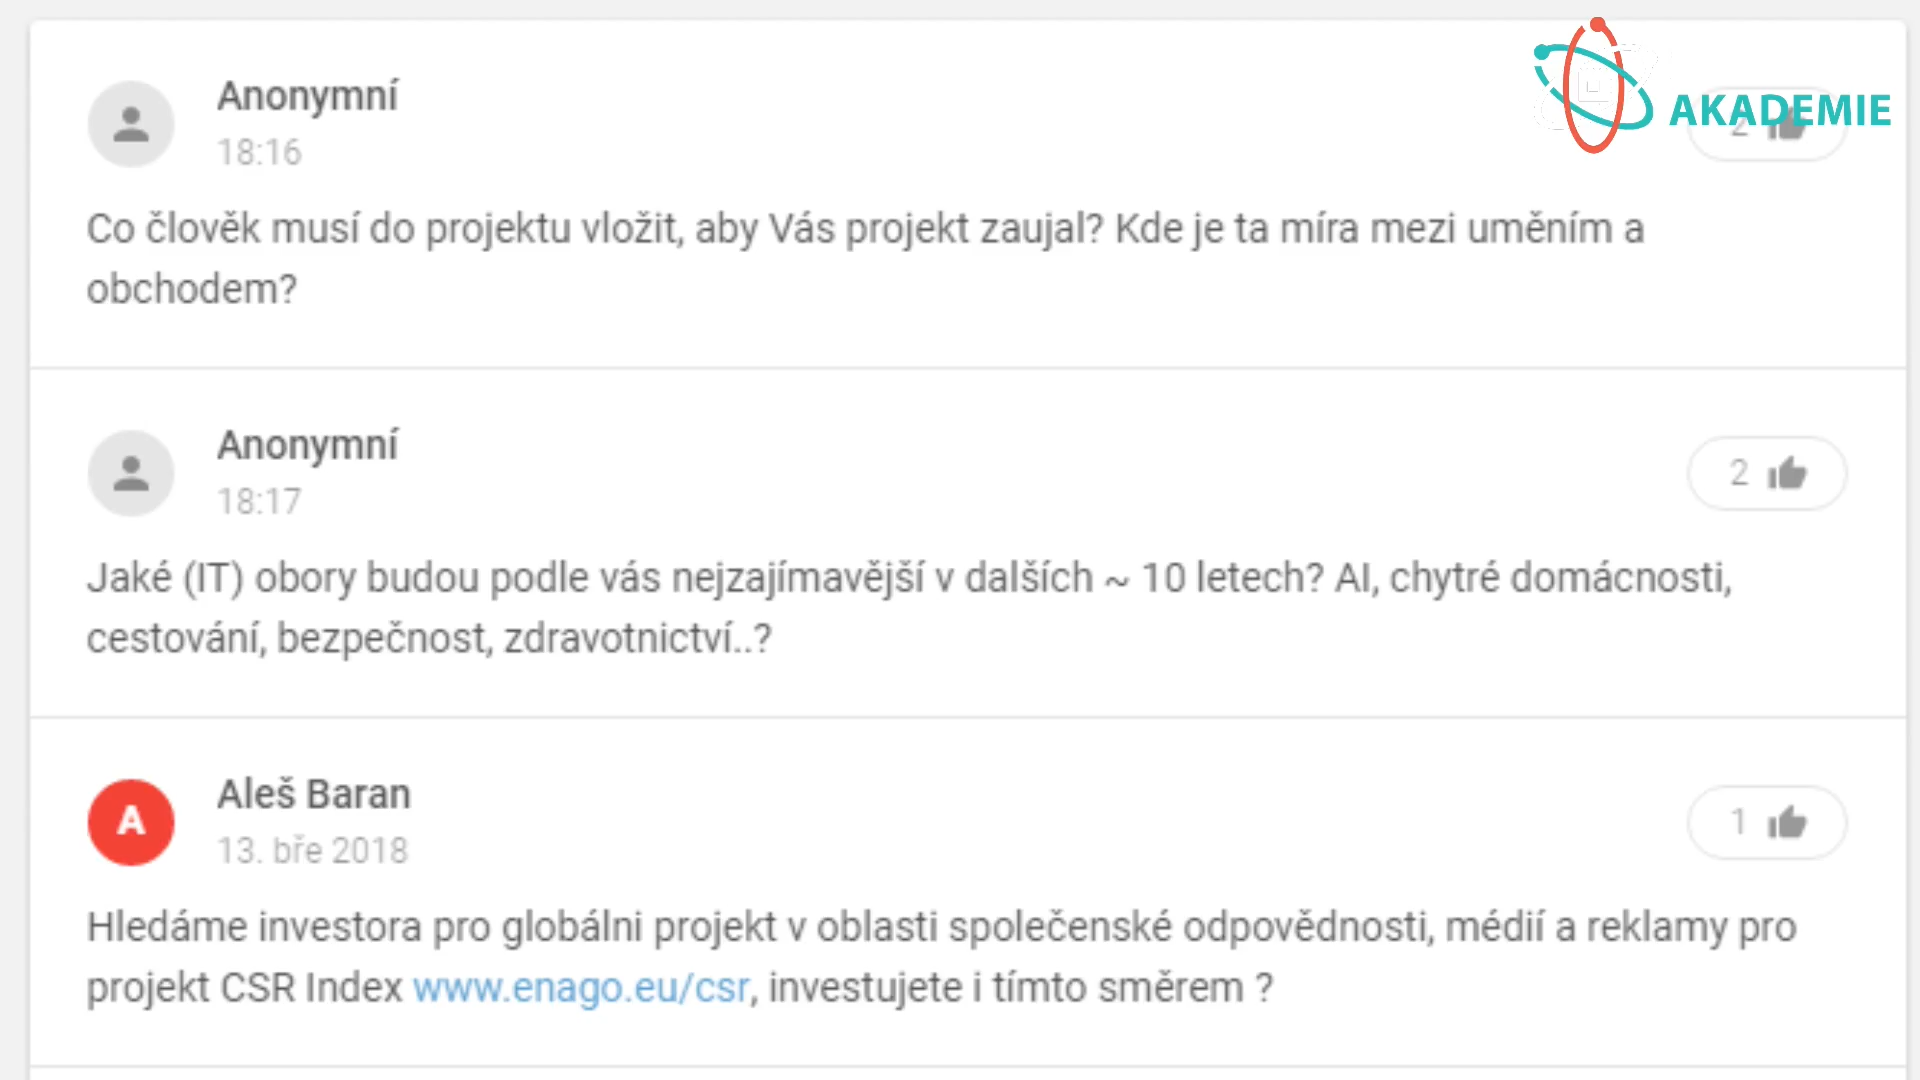 AKADEMIE
Anonymní
18:16
2
Co člověk musí do projektu vložit, aby Vás projekt zaujal? Kde je ta míra mezi uměním a
obchodem?
Anonymní
18:17
2
Jaké (IT) obory budou podle vás nejzajímavější v dalších ~ 10 letech? AI, chytré domácnosti,
cestování, bezpečnost, zdravotnictví..?
A
Aleš Baran
13. bře 2018
1
Hledáme investora pro globálni projekt v oblasti společenské odpovědnosti, médií a reklamy pro
projekt CSR Index www.enago.eu/csr, investujete i tímto směrem ?